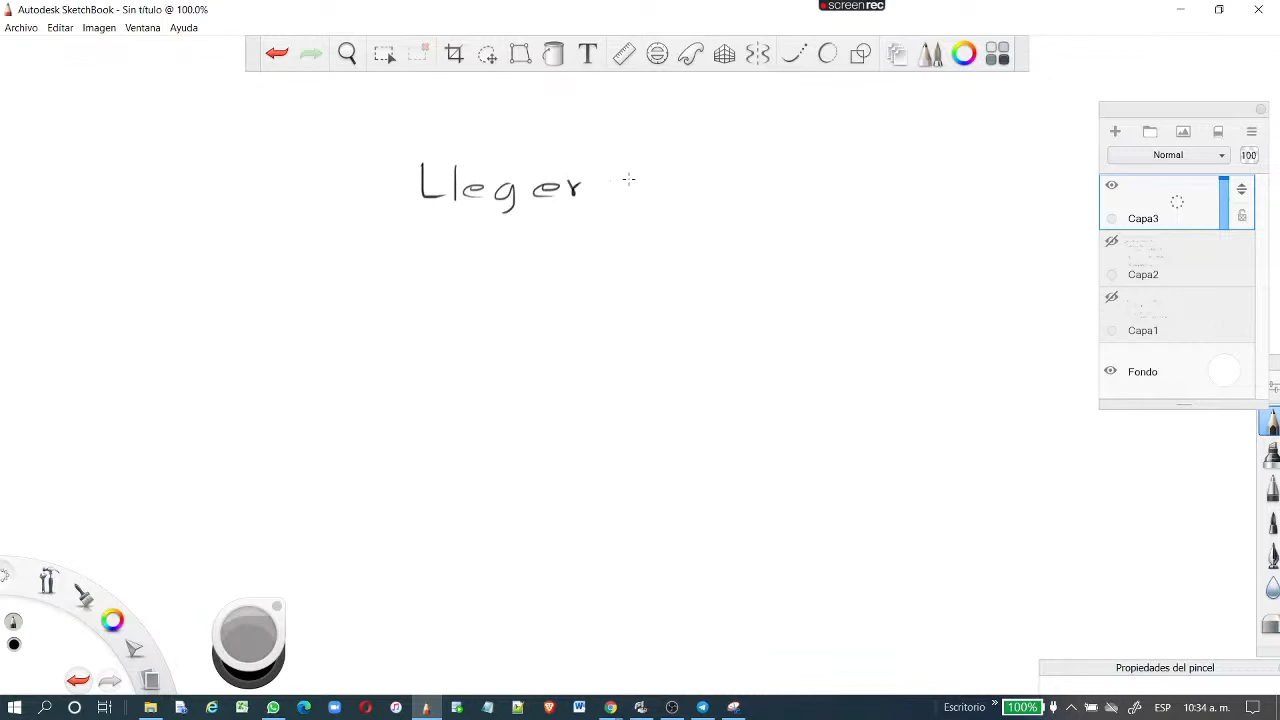 Autodesk SketchBook - Sin título @ 100.0%
screenrec
Archivo Editar Imagen Ventana Ayuda
T
Normal 100
Lleger
Capa3
Capa2
Capa1
Fondo
Propiedades del pincel
Escritorio » 100% ESP 10:34 a. m.